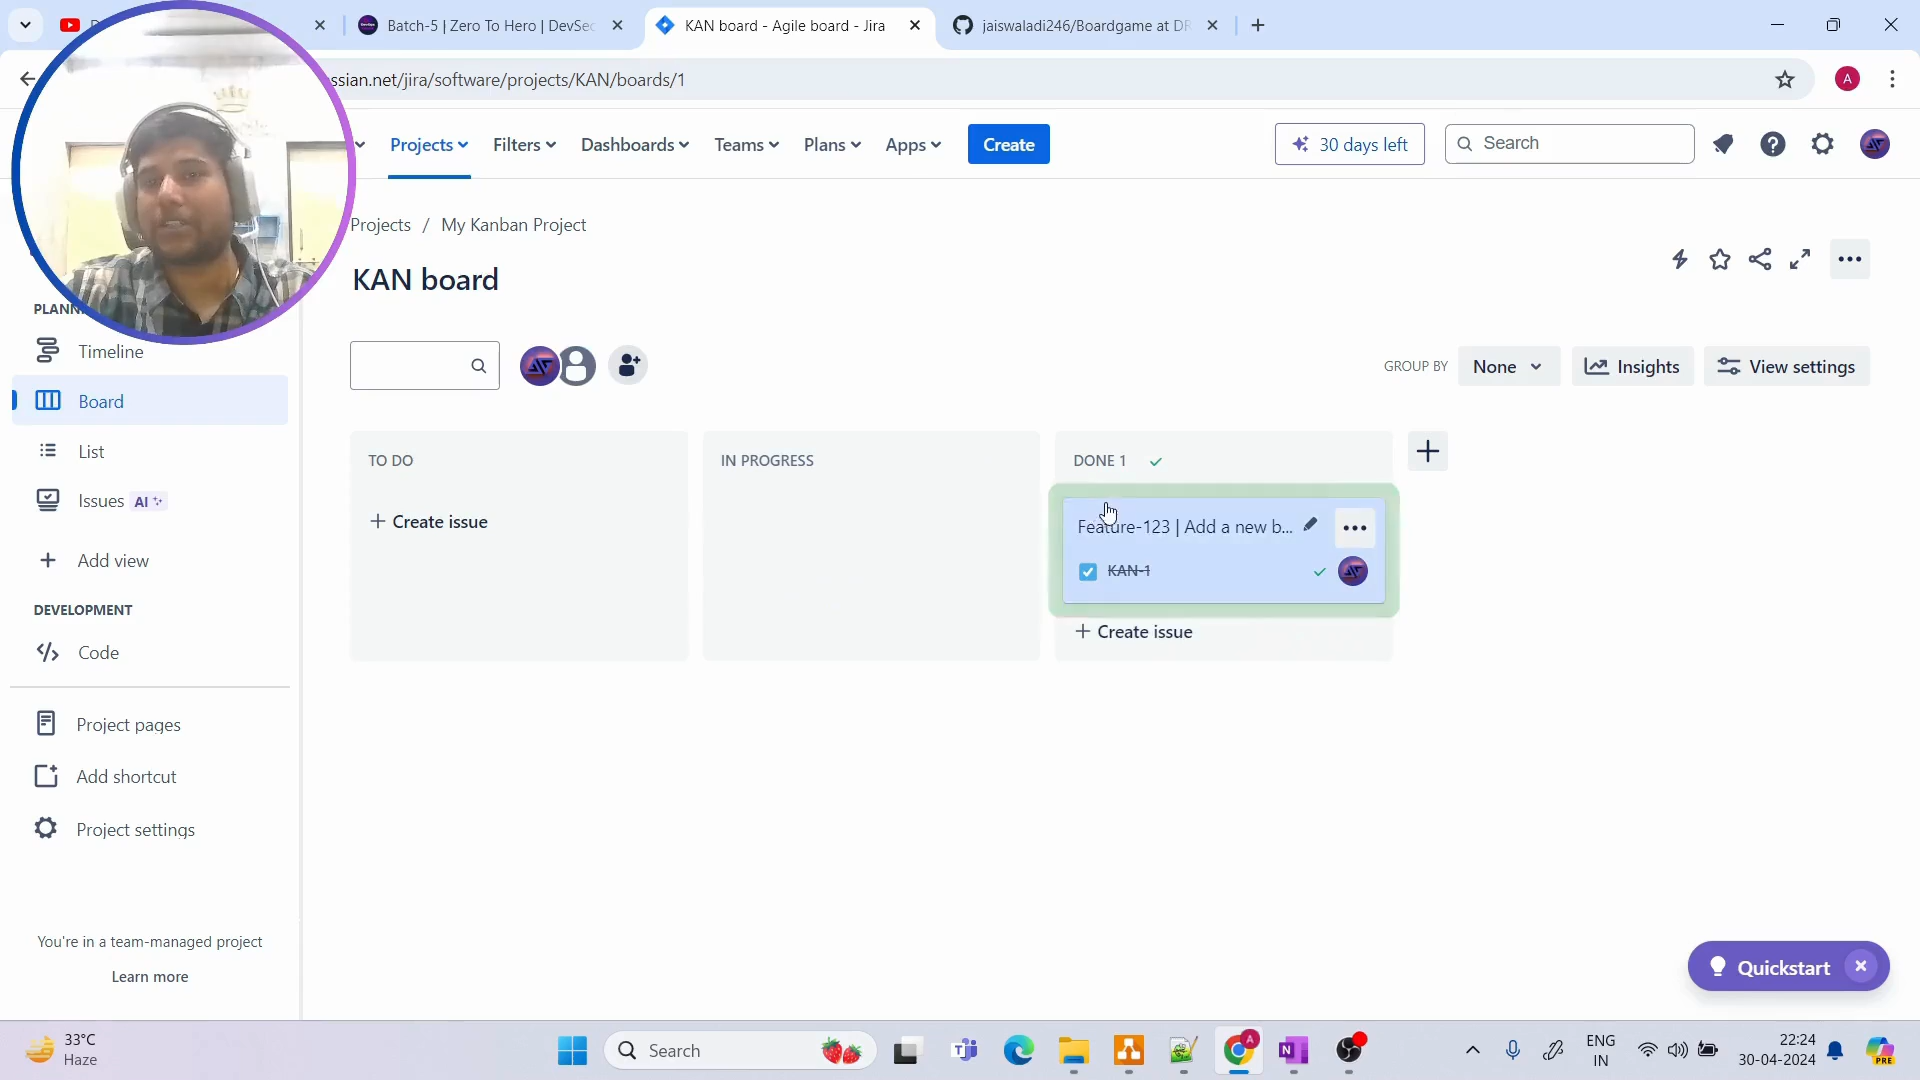 Batch-5 | Zero To Hero | DevSec
KAN board - Agile board - Jira
jaiswaladi246/Boardgame at DR
ssian.net/jira/software/projects/KAN/boards/1
A
Projects
Filters
Dashboards
Teams
Plans
Apps
Create
30 days left
Search
Projects / My Kanban Project
KAN board
Timeline
Board
List
Issues AI
Add view
DEVELOPMENT
Code
Project pages
Add shortcut
Project settings
You're in a team-managed project
Learn more
GROUP BY
None
Insights
View settings
TO DO
+ Create issue
IN PROGRESS
DONE 1
Feature-123 | Add a new b...
KAN-1
+ Create issue
Quickstart
33°C
Haze
Search
ENG
IN
22:24
30-04-2024
PRE